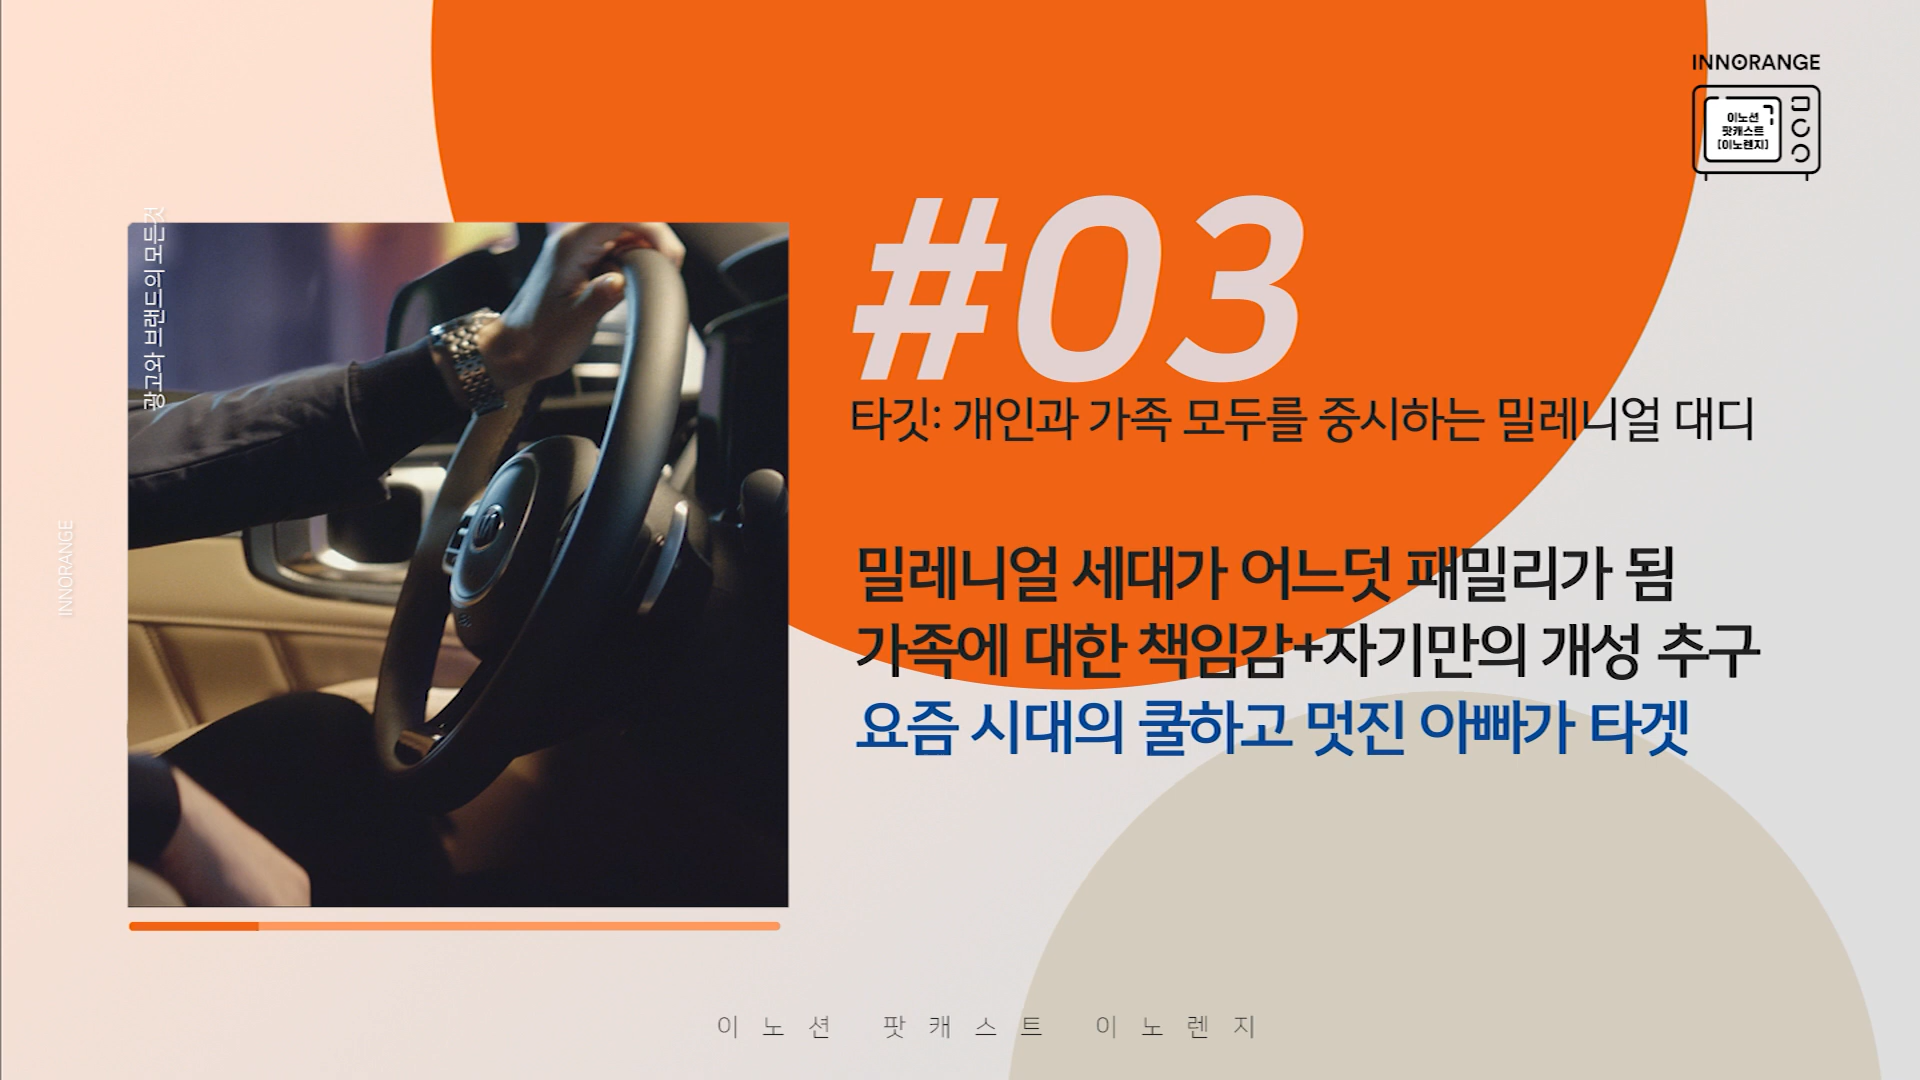 INNORANGE
이노션
팟캐스트
[이노렌지]
광고와 브랜드의 모든것
INNORANGE
#03
타깃: 개인과 가족 모두를 중시하는 밀레니얼 대디
밀레니얼 세대가 어느덧 패밀리가 됨
가족에 대한 책임감+자기만의 개성 추구
요즘 시대의 쿨하고 멋진 아빠가 타겟
이노션 팟캐스트 이노렌지